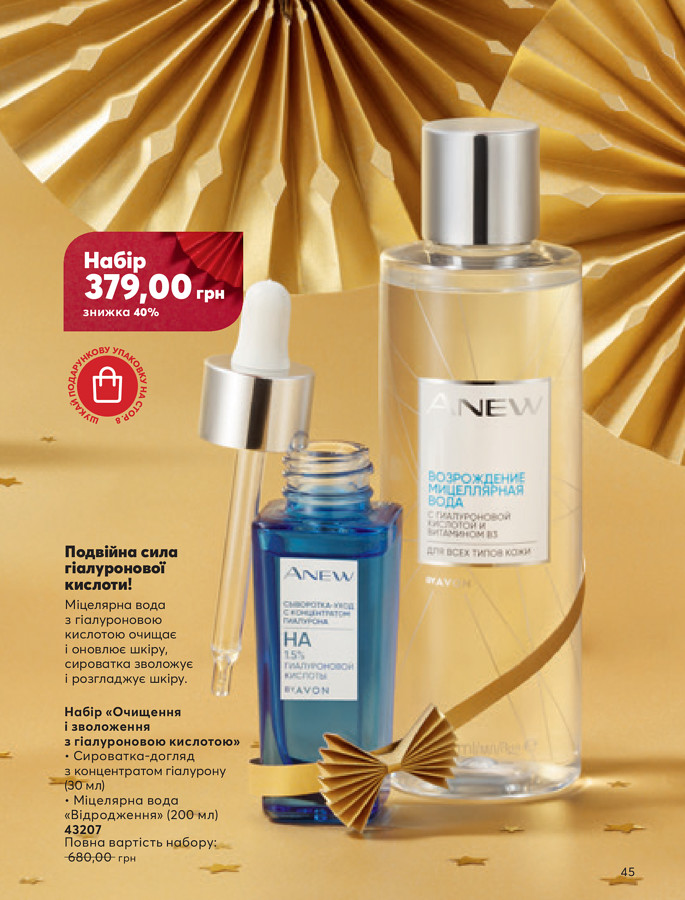 Набір
379,00 грн
знижка 40%
ШУКАЙ ПОДАРУНКОВУ УПАКОВКУ НА СТОР. 8
Подвійна сила
гіалуронової
кислоти!
Міцелярна вода
з гіалуроновою
кислотою очищає
і оновлює шкіру,
сироватка зволожує
і розгладжує шкіру.
Набір «Очищення
і зволоження
з гіалуроновою кислотою»
• Сироватка-догляд
з концентратом гіалурону
(30 мл)
• Міцелярна вода
«Відродження» (200 мл)
43207
Повна вартість набору:
680,00 грн
ANEW
СЫВОРОТКА-УХОД
С КОНЦЕНТРАТОМ
ГИАЛУРОНА
HA
1.5%
ГИАЛУРОНОВОЙ
КИСЛОТЫ
BY AVON
ANEW
ВОЗРОЖДЕНИЕ
МИЦЕЛЛЯРНАЯ
ВОДА
С ГИАЛУРОНОВОЙ
КИСЛОТОЙ И
ВИТАМИНОМ B3
ДЛЯ ВСЕХ ТИПОВ КОЖИ
BY AVON
45